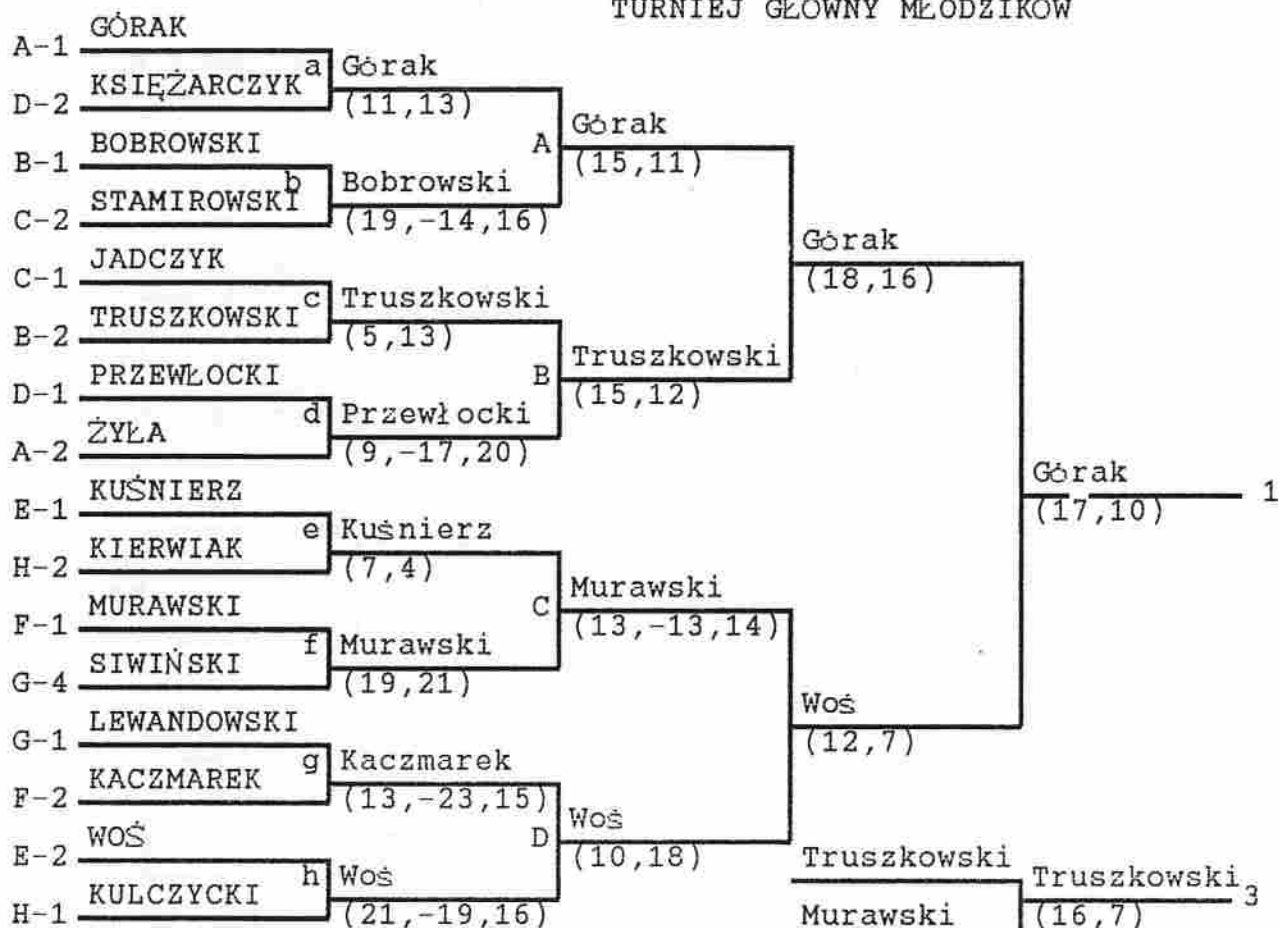 TURNIEJ GŁÓWNY MŁODZIKÓW
GÓRAK
A-1
a Górak
KSIĘŻARCZYK
D-2 (11,13)
Górak
BOBROWSKI
A
B-1 (15,11)
b Bobrowski
STAMIROWSKI
C-2 (19,-14,16)
Górak
JADCZYK
C-1 (18,16)
c Truszkowski
TRUSZKOWSKI
B-2 (5,13)
Truszkowski
PRZEWŁOCKI
B
D-1 (15,12)
d Przewłocki
ŻYŁA
A-2 (9,-17,20)
Górak
KUŚNIERZ
1
E-1 (17,10)
e Kuśnierz
KIERWIAK
H-2 (7,4)
Murawski
MURAWSKI
C
F-1 (13,-13,14)
f Murawski
SIWIŃSKI
G-4 (19,21)
Woś
LEWANDOWSKI
G-1 (12,7)
g Kaczmarek
KACZMAREK
F-2 (13,-23,15)
Woś
WOŚ
D
E-2 (10,18)
Truszkowski
h Woś
Truszkowski 3
KULCZYCKI
H-1 (21,-19,16)
Murawski (16,7)